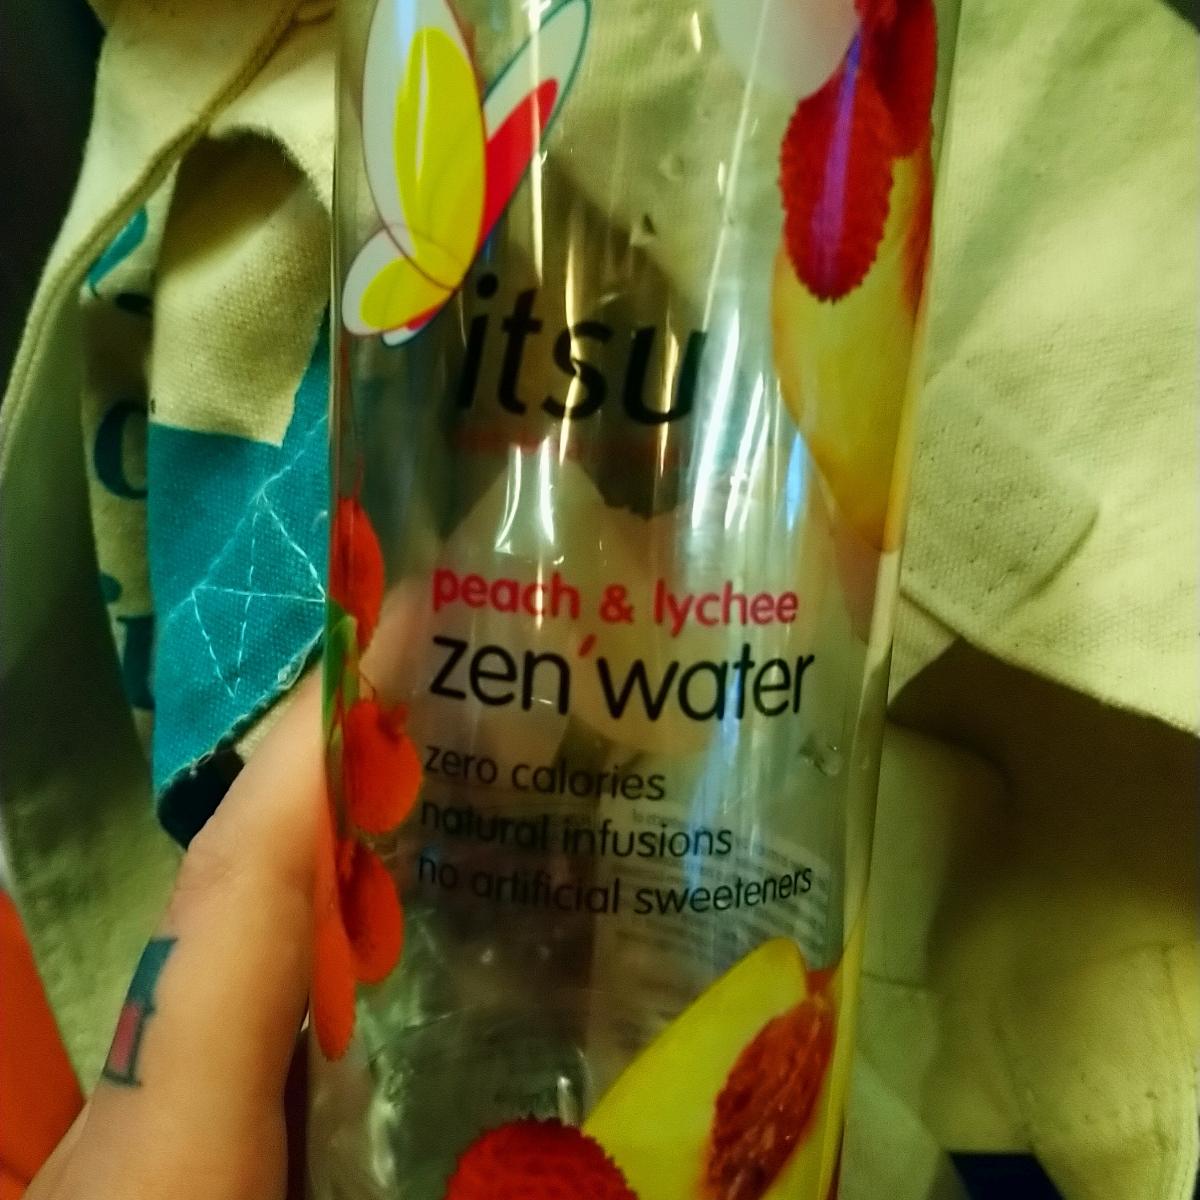 itsu
peach & lychee
zen'water
zero calories
natural infusions
no artificial sweeteners